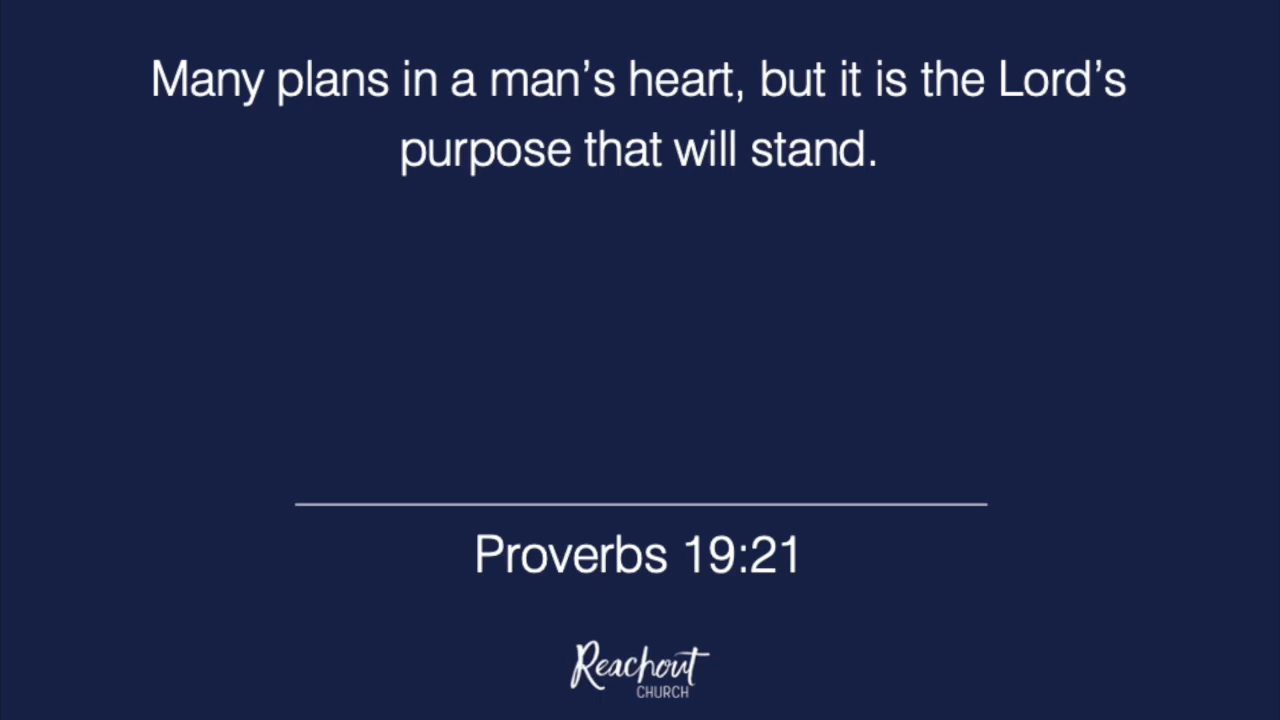 Many plans in a man’s heart, but it is the Lord’s
purpose that will stand.
Proverbs 19:21
Reachout
CHURCH